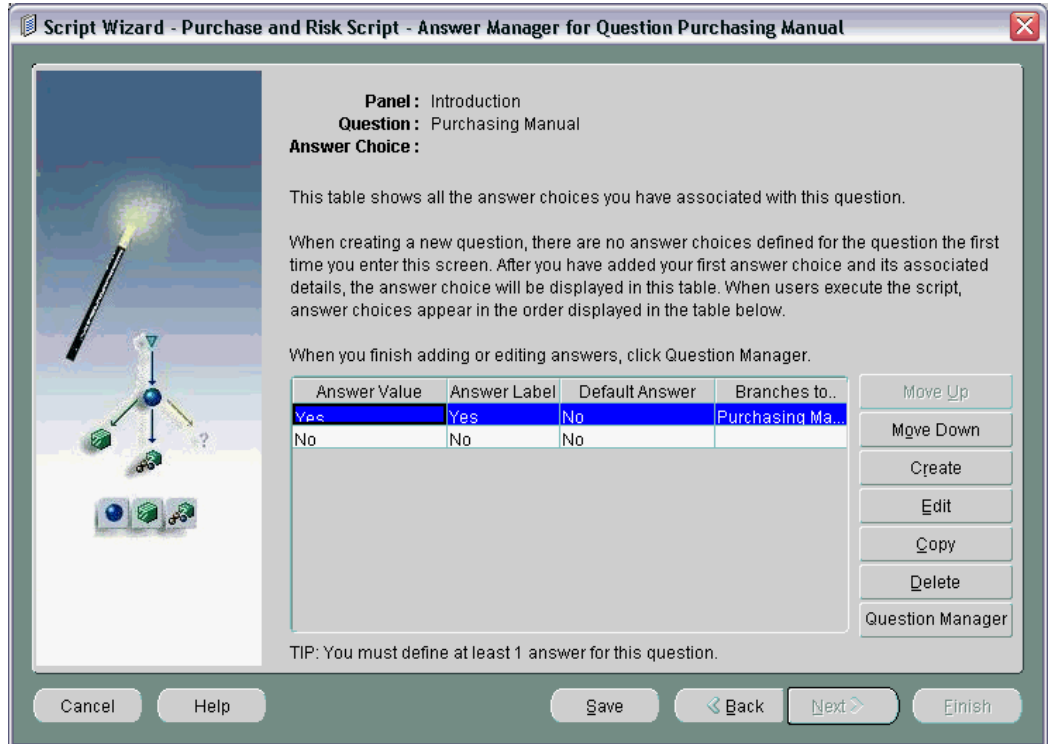 Script Wizard - Purchase and Risk Script - Answer Manager for Question Purchasing Manual
Panel : Introduction
Question : Purchasing Manual
Answer Choice :
This table shows all the answer choices you have associated with this question.
When creating a new question, there are no answer choices defined for the question the first
time you enter this screen. After you have added your first answer choice and its associated
details, the answer choice will be displayed in this table. When users execute the script,
answer choices appear in the order displayed in the table below.
When you finish adding or editing answers, click Question Manager.
Answer Value Answer Label Default Answer Branches to..
Yes Yes No Purchasing Ma...
No No No
Move Up
Move Down
Create
Edit
Copy
Delete
Question Manager
?
TIP: You must define at least 1 answer for this question.
Cancel Help Save Back Next Finish